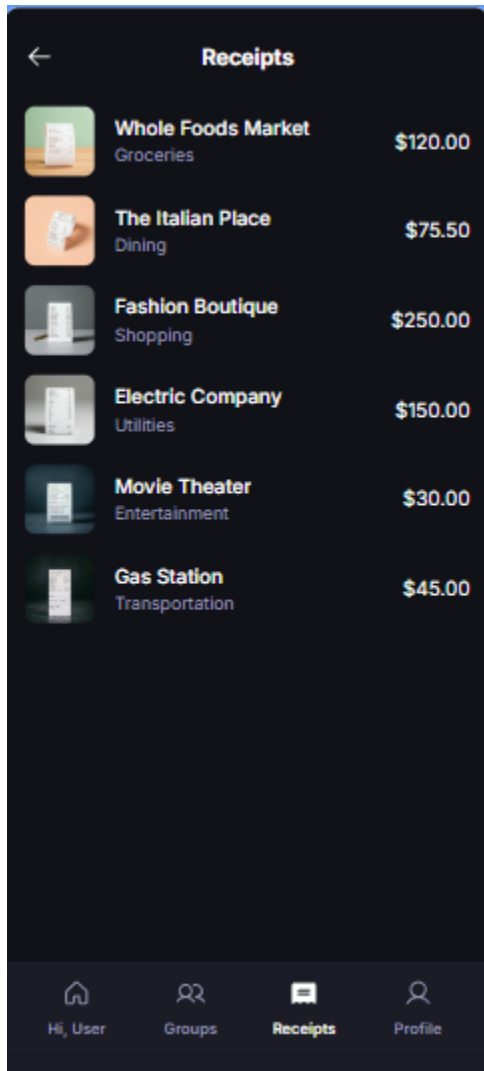 Receipts
Whole Foods Market
Groceries
$120.00
The Italian Place
Dining
$75.50
Fashion Boutique
Shopping
$250.00
Electric Company
Utilities
$150.00
Movie Theater
Entertainment
$30.00
Gas Station
Transportation
$45.00
Hi, User
Groups
Receipts
Profile